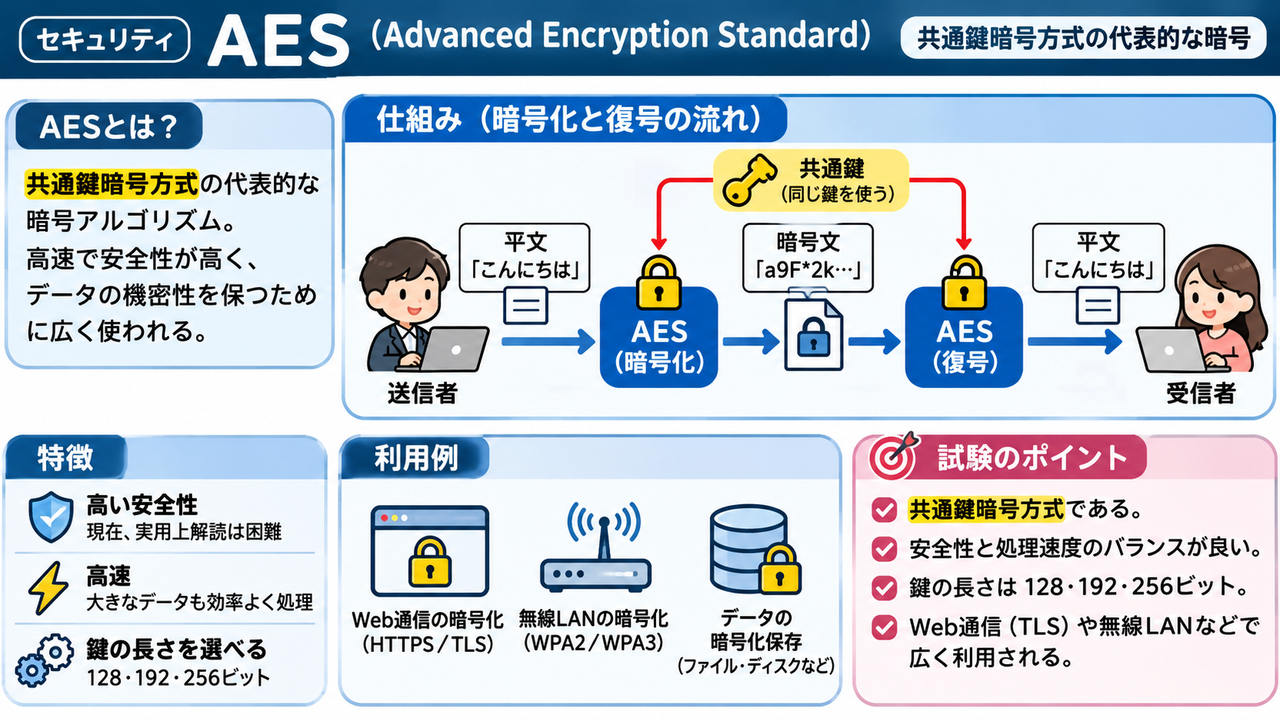 セキュリティ
AES (Advanced Encryption Standard)
共通鍵暗号方式の代表的な暗号
AESとは？
共通鍵暗号方式の代表的な
暗号アルゴリズム。
高速で安全性が高く、
データの機密性を保つため
に広く使われる。
仕組み（暗号化と復号の流れ）
共通鍵
（同じ鍵を使う）
平文
「こんにちは」
暗号文
「a9F*2k…」
平文
「こんにちは」
AES
（暗号化）
AES
（復号）
送信者
受信者
特徴
高い安全性
現在、実用上解読は困難
高速
大きなデータも効率よく処理
鍵の長さを選べる
128・192・256ビット
利用例
Web通信の暗号化
（HTTPS／TLS）
無線LANの暗号化
（WPA2／WPA3）
データの
暗号化保存
（ファイル・ディスクなど）
試験のポイント
共通鍵暗号方式である。
安全性と処理速度のバランスが良い。
鍵の長さは 128・192・256ビット。
Web通信（TLS）や無線LANなどで
広く利用される。